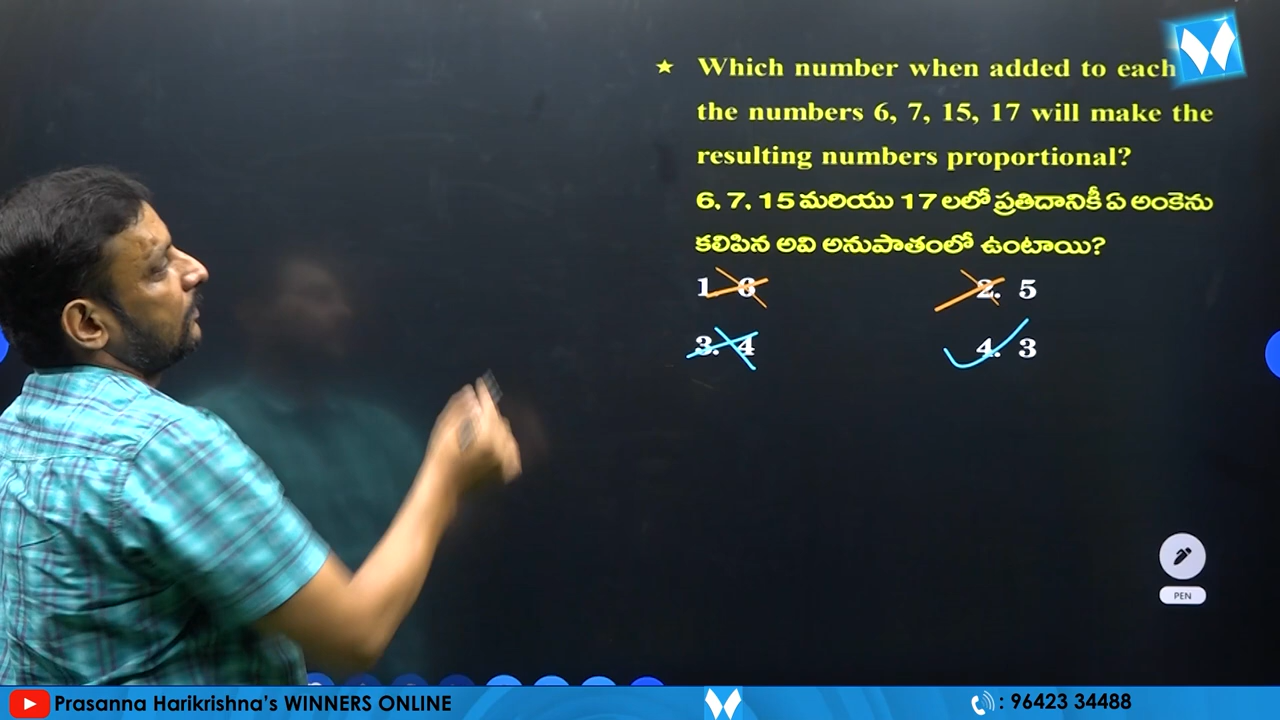 ★ Which number when added to each
the numbers 6, 7, 15, 17 will make the
resulting numbers proportional?
6, 7, 15 మరియు 17 లలో ప్రతిదానికీ ఏ అంకెను
కలిపిన అవి అనుపాతంలో ఉంటాయి?
1. 6 2. 5
3. 4 4. 3
PEN
Prasanna Harikrishna's WINNERS ONLINE : 96423 34488